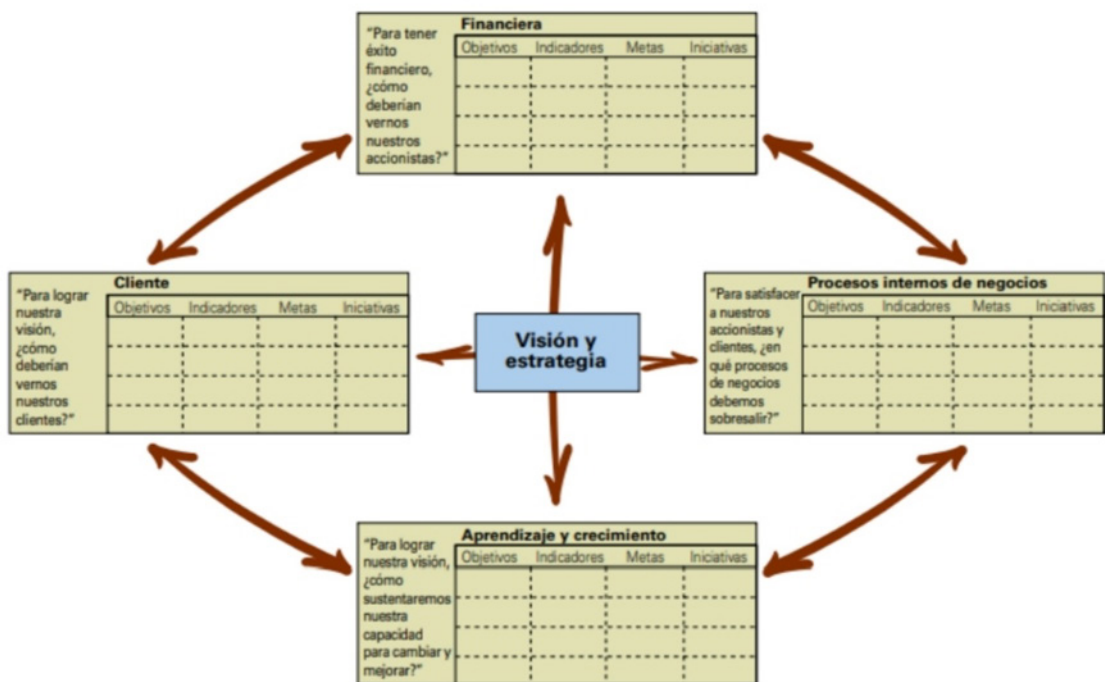 Financiera
"Para tener
éxito
financiero,
¿cómo
deberían
vernos
nuestros
accionistas?"
Objetivos Indicadores Metas Iniciativas
Cliente
"Para lograr
nuestra
visión,
¿cómo
deberían
vernos
nuestros
clientes?"
Objetivos Indicadores Metas Iniciativas
Visión y
estrategia
Procesos internos de negocios
"Para satisfacer
a nuestros
accionistas y
clientes, ¿en
qué procesos
de negocios
debemos
sobresalir?"
Objetivos Indicadores Metas Iniciativas
Aprendizaje y crecimiento
"Para lograr
nuestra visión,
¿cómo
sustentaremos
nuestra
capacidad
para cambiar y
mejorar?"
Objetivos Indicadores Metas Iniciativas